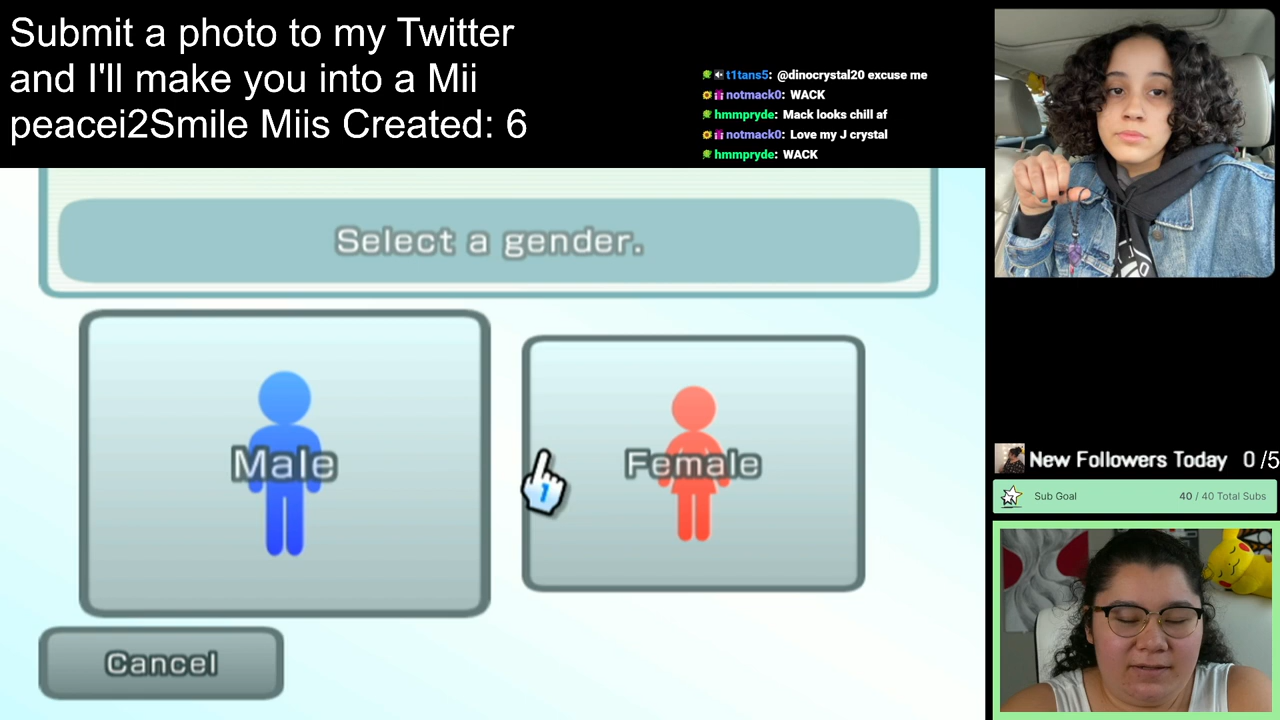 Submit a photo to my Twitter
and I'll make you into a Mii
peacei2Smile Miis Created: 6
t1tans5: @dinocrystal20 excuse me
notmack0: WACK
hmmpryde: Mack looks chill af
notmack0: Love my J crystal
hmmpryde: WACK
Select a gender.
Male
Female
1
Cancel
New Followers Today 0 /5
Sub Goal 40 / 40 Total Subs